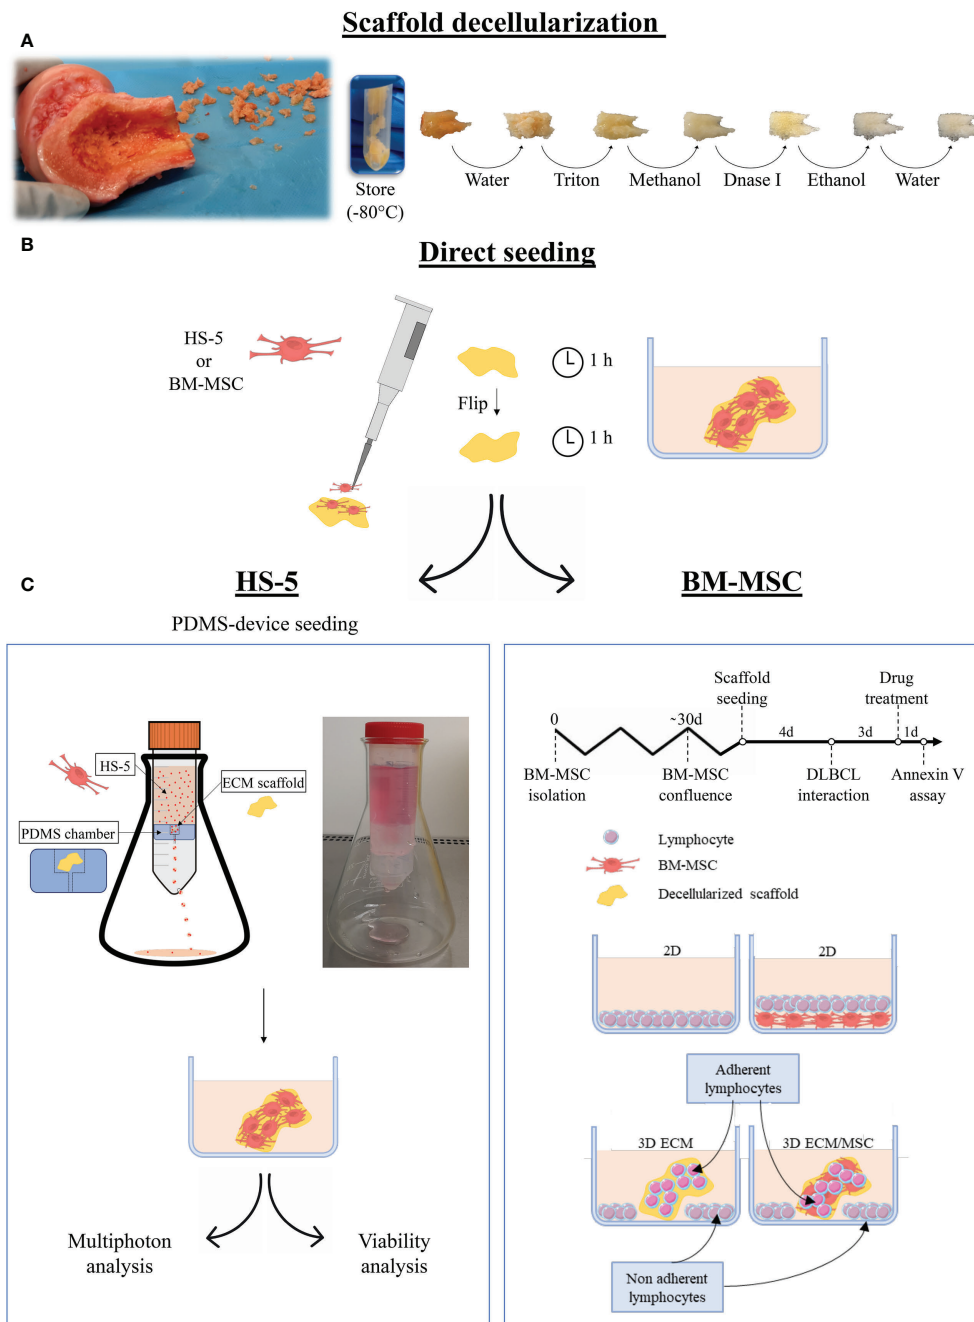 Scaffold decellularization
A
Store
(-80°C)
Water
Triton
Methanol
Dnase I
Ethanol
Water
B
Direct seeding
HS-5
or
BM-MSC
1 h
Flip
1 h
C
HS-5
BM-MSC
PDMS-device seeding
HS-5
ECM scaffold
PDMS chamber
Multiphoton
analysis
Viability
analysis
Scaffold
seeding
Drug
treatment
0
~30d
4d
3d
1d
BM-MSC
isolation
BM-MSC
confluence
DLBCL
interaction
Annexin V
assay
Lymphocyte
BM-MSC
Decellularized scaffold
2D
2D
Adherent
lymphocytes
3D ECM
3D ECM/MSC
Non adherent
lymphocytes